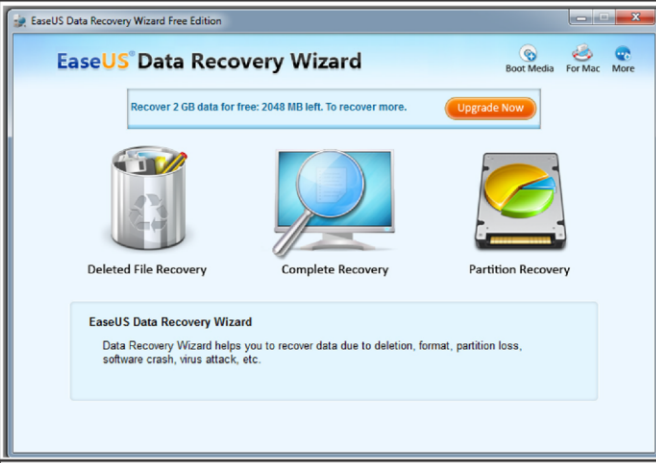 EaseUS Data Recovery Wizard Free Edition
EaseUS® Data Recovery Wizard
Boot Media For Mac More
Recover 2 GB data for free: 2048 MB left. To recover more. Upgrade Now
Deleted File Recovery Complete Recovery Partition Recovery
EaseUS Data Recovery Wizard
Data Recovery Wizard helps you to recover data due to deletion, format, partition loss,
software crash, virus attack, etc.